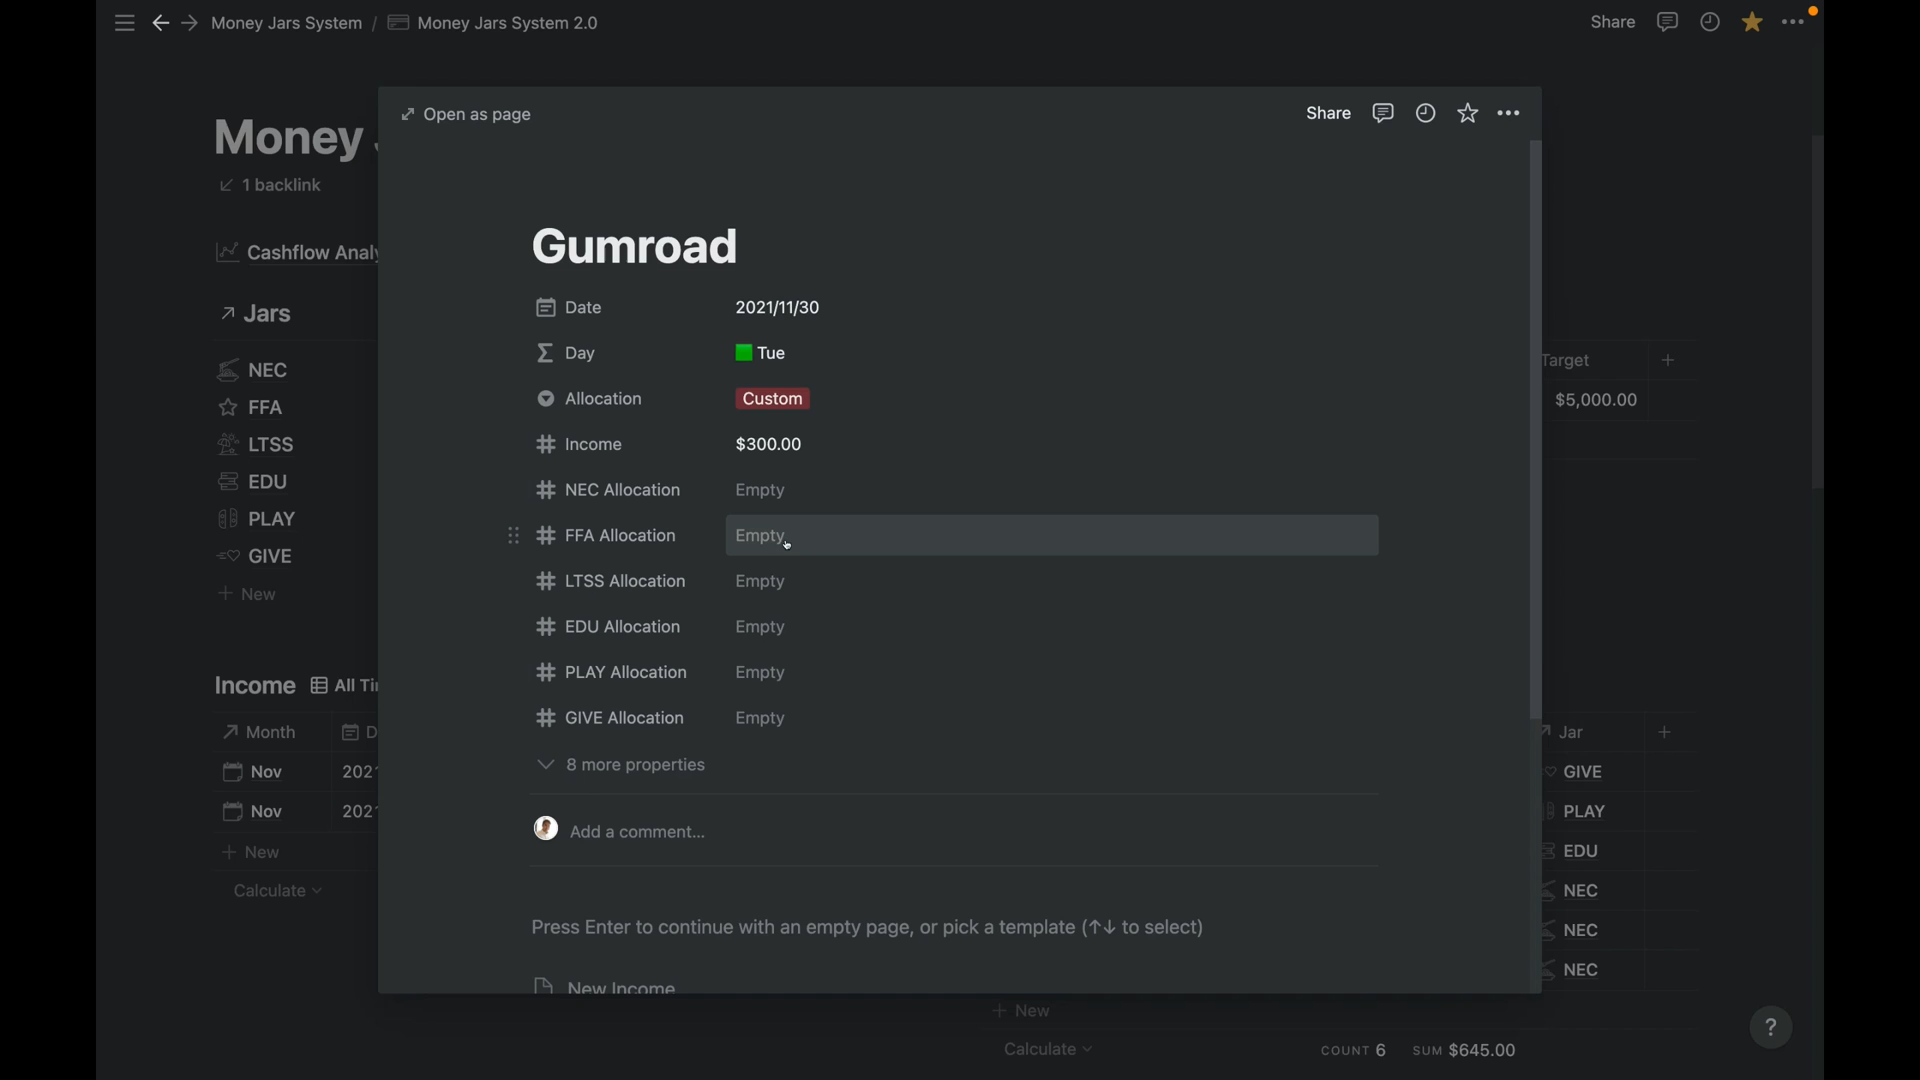 Money Jars System / Money Jars System 2.0
Share
Open as page
Share
Money
1 backlink
Cashflow Analy
Jars
NEC
FFA
LTSS
EDU
PLAY
GIVE
New
Income All Ti
Month D
Nov 202
Nov 202
New
Calculate
Gumroad
Date 2021/11/30
Day Tue
Allocation Custom
Income $300.00
NEC Allocation Empty
FFA Allocation Empty
LTSS Allocation Empty
EDU Allocation Empty
PLAY Allocation Empty
GIVE Allocation Empty
8 more properties
Add a comment...
Press Enter to continue with an empty page, or pick a template (↑↓ to select)
New Income
Target +
$5,000.00
Jar +
GIVE
PLAY
EDU
NEC
NEC
NEC
+ New
Calculate COUNT 6 SUM $645.00
?